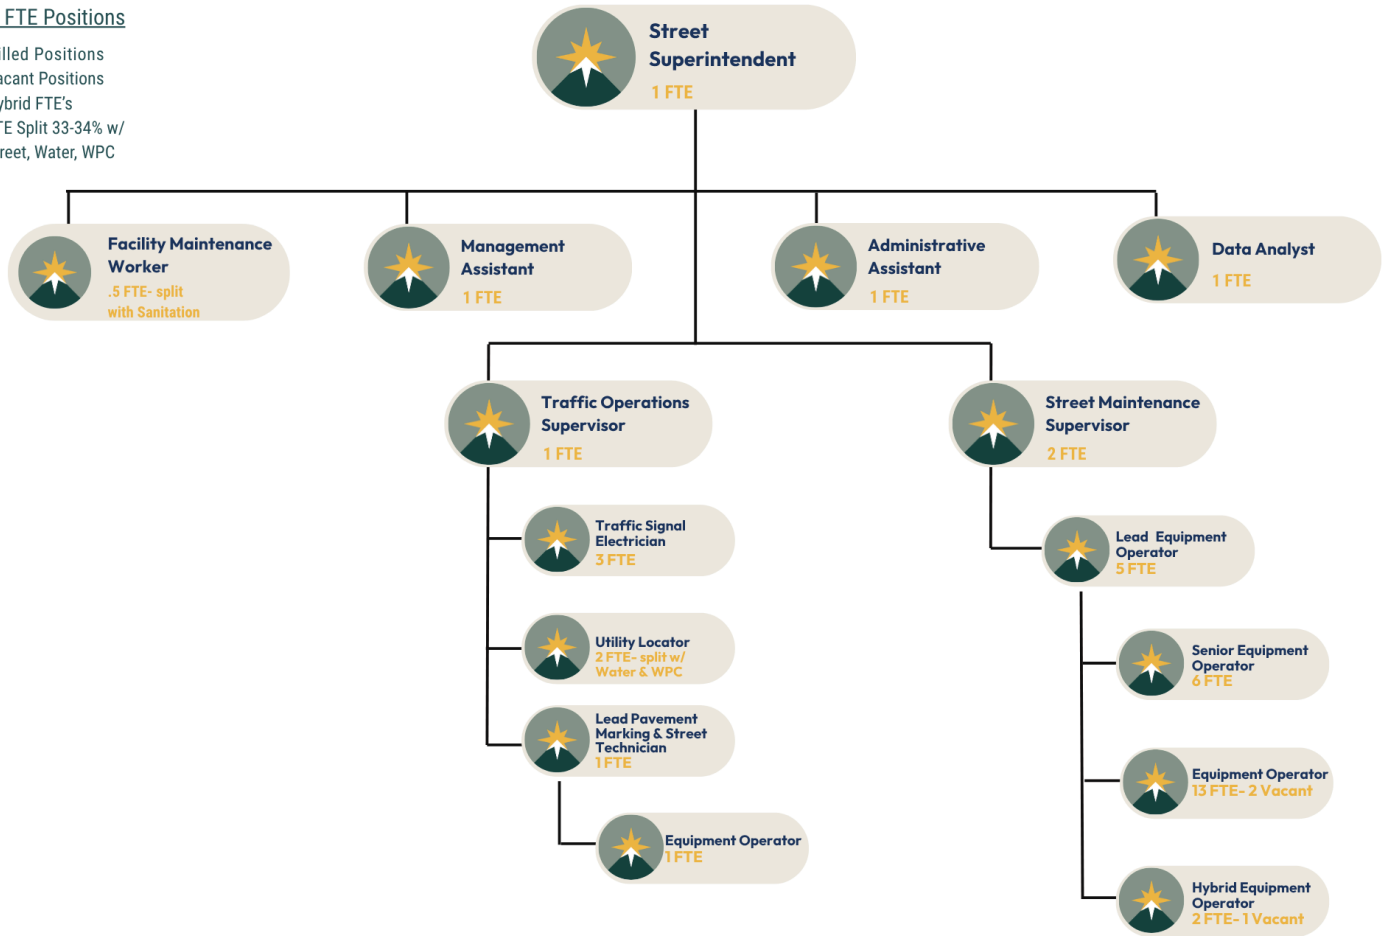 FTE Positions
illed Positions
acant Positions
ybrid FTE's
TE Split 33-34% w/
reet, Water, WPC
Street
Superintendent
1 FTE
Facility Maintenance
Worker
.5 FTE- split
with Sanitation
Management
Assistant
1 FTE
Administrative
Assistant
1 FTE
Data Analyst
1 FTE
Traffic Operations
Supervisor
1 FTE
Street Maintenance
Supervisor
2 FTE
Traffic Signal
Electrician
3 FTE
Utility Locator
2 FTE- split w/
Water & WPC
Lead Pavement
Marking & Street
Technician
1 FTE
Equipment Operator
1 FTE
Lead Equipment
Operator
5 FTE
Senior Equipment
Operator
6 FTE
Equipment Operator
13 FTE- 2 Vacant
Hybrid Equipment
Operator
2 FTE- 1 Vacant